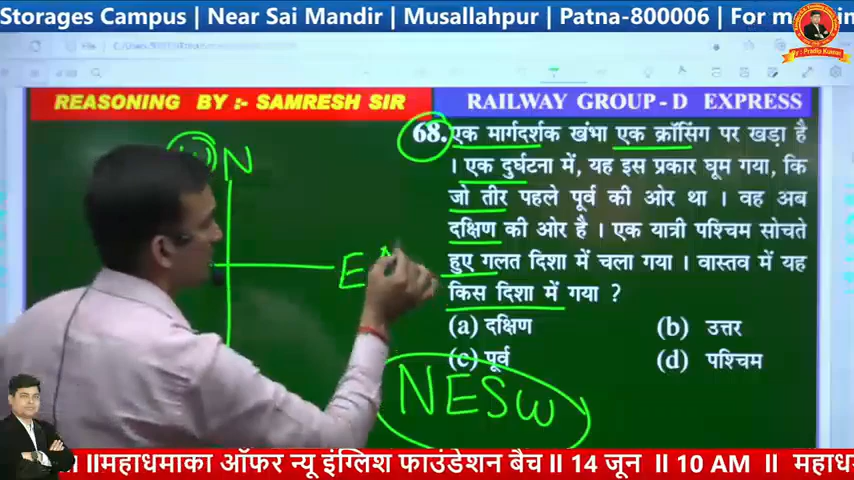 Storages Campus | Near Sai Mandir | Musallahpur | Patna-800006 | For m
REASONING BY :- SAMRESH SIR
RAILWAY GROUP-D EXPRESS
68. एक मार्गदर्शक खंभा एक क्रॉसिंग पर खड़ा है
। एक दुर्घटना में, यह इस प्रकार घूम गया, कि
जो तीर पहले पूर्व की ओर था । वह अब
दक्षिण की ओर है । एक यात्री पश्चिम सोचते
हुए गलत दिशा में चला गया । वास्तव में यह
किस दिशा में गया ?
(a) दक्षिण (b) उत्तर
(c) पूर्व (d) पश्चिम
N
E
NESW
॥महाधमाका ऑफर न्यू इंग्लिश फाउंडेशन बैच ॥ 14 जून ॥ 10 AM ॥